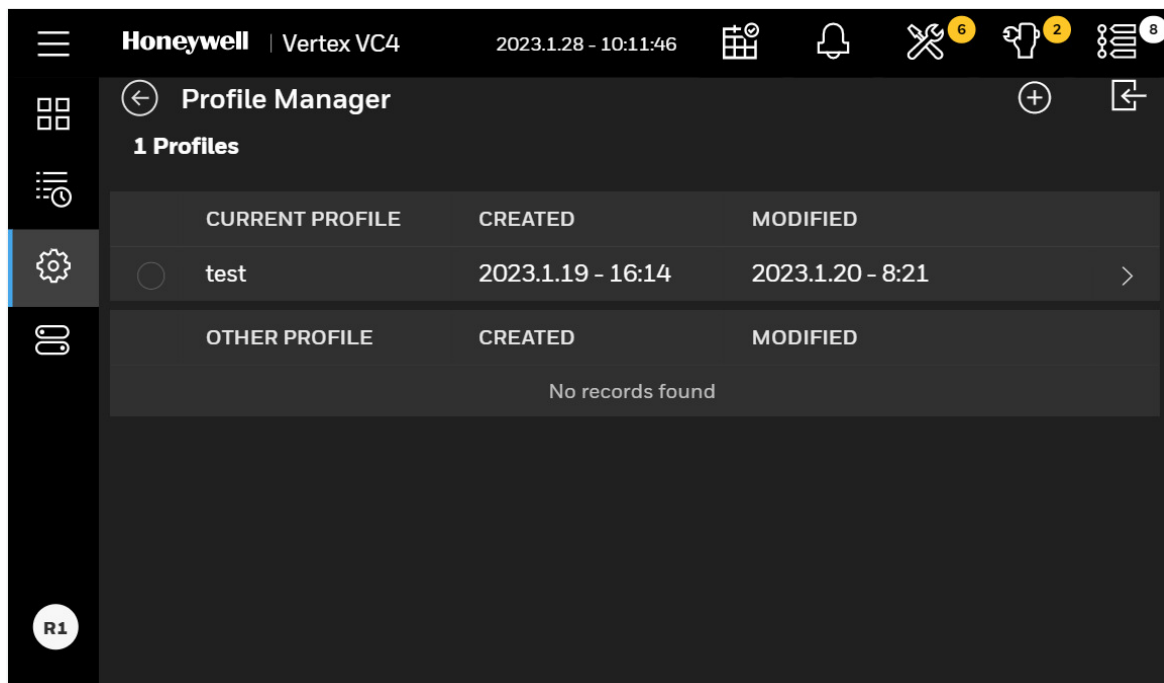 Honeywell | Vertex VC4 2023.1.28 - 10:11:46 6 2 8
Profile Manager
1 Profiles
CURRENT PROFILE CREATED MODIFIED
test 2023.1.19 - 16:14 2023.1.20 - 8:21
OTHER PROFILE CREATED MODIFIED
No records found
R1